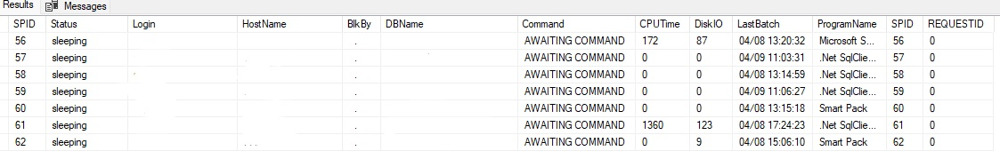 Results Messages
SPID Status Login HostName BlkBy DBName Command CPUTime DiskIO LastBatch ProgramName SPID REQUESTID
56 sleeping . AWAITING COMMAND 172 87 04/08 13:20:32 Microsoft S... 56 0
57 sleeping . AWAITING COMMAND 0 0 04/09 11:03:31 .Net SqlClie... 57 0
58 sleeping . AWAITING COMMAND 0 0 04/08 13:14:59 .Net SqlClie... 58 0
59 sleeping . AWAITING COMMAND 0 0 04/09 11:06:27 .Net SqlClie... 59 0
60 sleeping . AWAITING COMMAND 0 0 04/08 13:15:18 Smart Pack 60 0
61 sleeping . AWAITING COMMAND 1360 123 04/08 17:24:23 .Net SqlClie... 61 0
62 sleeping . AWAITING COMMAND 0 9 04/08 15:06:10 Smart Pack 62 0